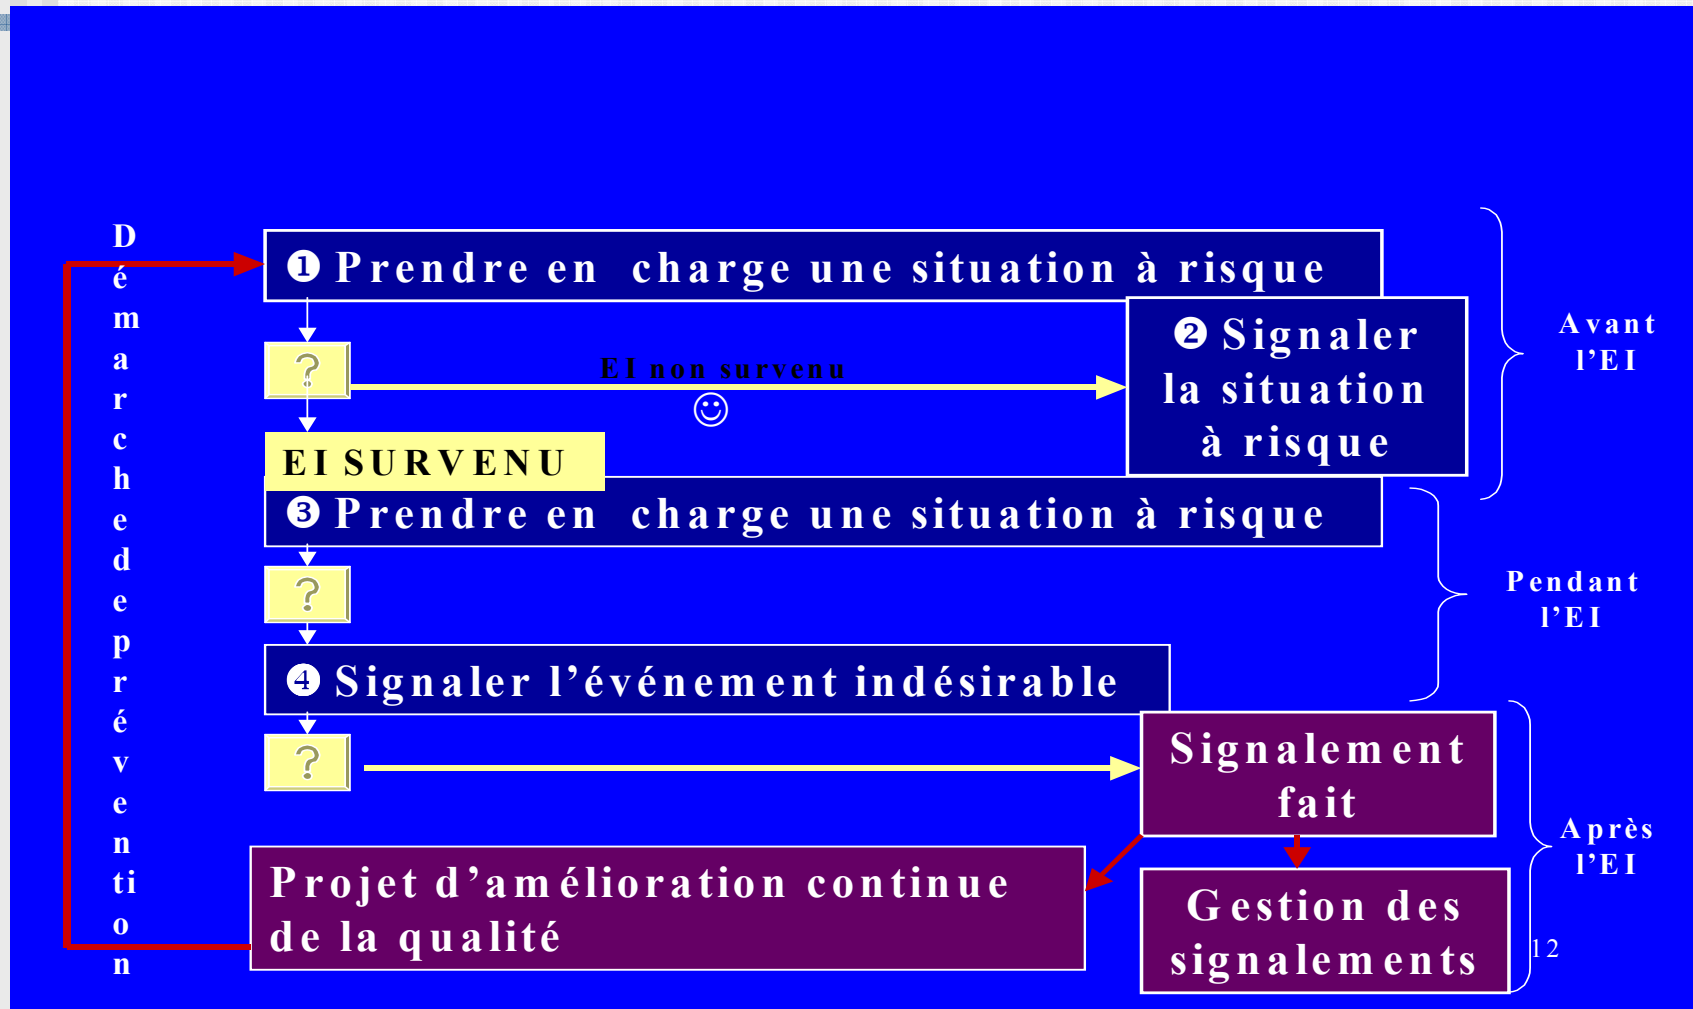 Démarche de prévention
❶ Prendre en charge une situation à risque
?
EI non survenu
❷ Signaler
la situation
à risque
Avant
l’EI
EI SURVENU
❸ Prendre en charge une situation à risque
?
Pendant
l’EI
❹ Signaler l’événement indésirable
?
Signalement
fait
Après
l’EI
Projet d’amélioration continue
de la qualité
Gestion des
signalements
12